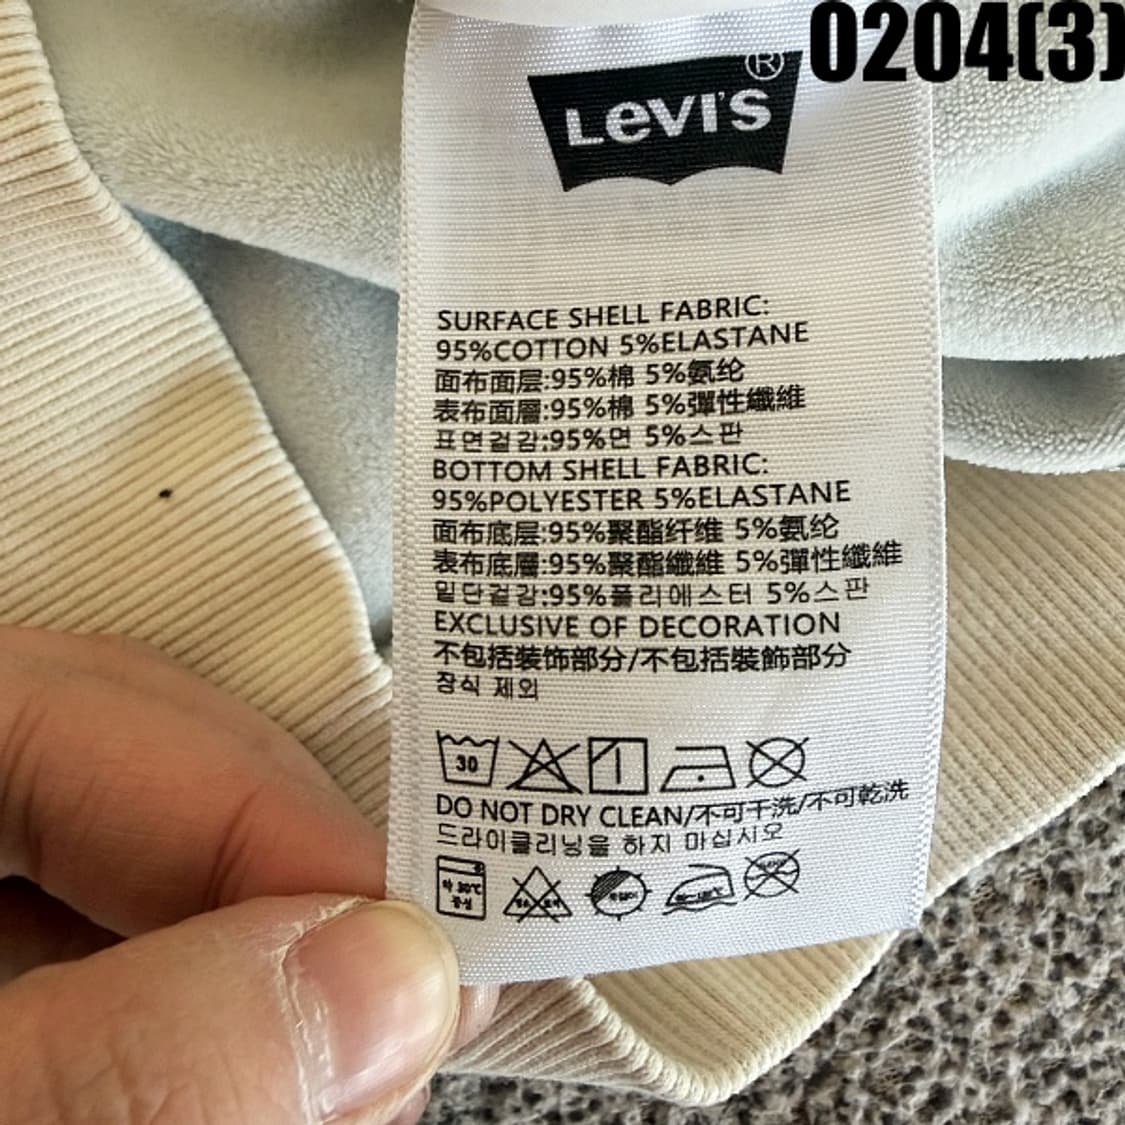 0204(3)
LEVI'S ®
SURFACE SHELL FABRIC:
95%COTTON 5%ELASTANE
面布面层:95%棉 5%氨纶
表布面層:95%棉 5%彈性纖維
표면겉감:95%면 5%스판
BOTTOM SHELL FABRIC:
95%POLYESTER 5%ELASTANE
面布底层:95%聚酯纤维 5%氨纶
表布底層:95%聚酯纖維 5%彈性纖維
밑단겉감:95%폴리에스터 5%스판
EXCLUSIVE OF DECORATION
不包括装饰部分/不包括裝飾部分
장식 제외
30
DO NOT DRY CLEAN/不可干洗/不可乾洗
드라이클리닝을 하지 마십시오
약 30℃
중성